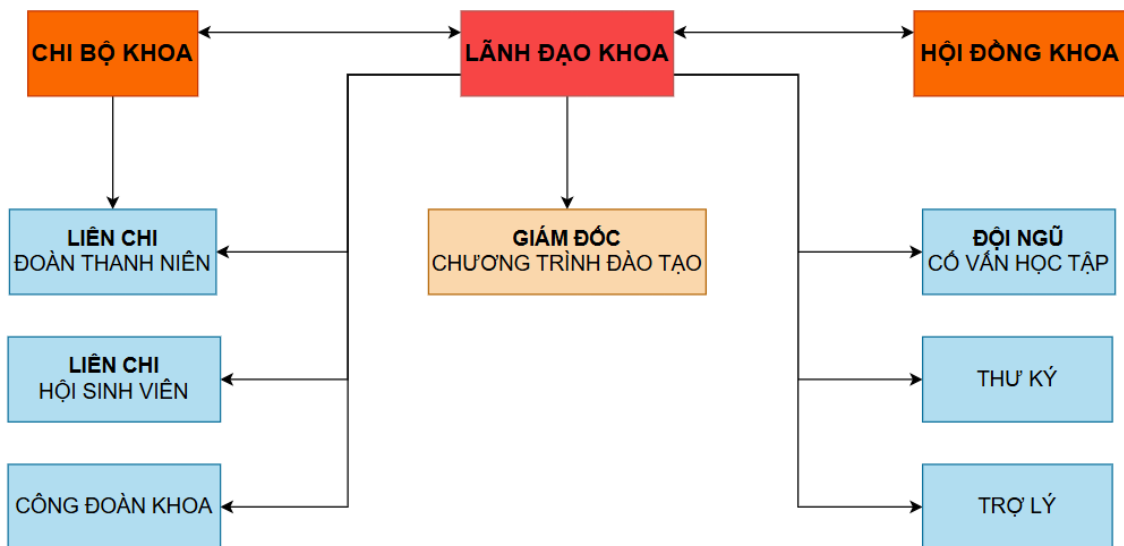 CHI BỘ KHOA
LÃNH ĐẠO KHOA
HỘI ĐỒNG KHOA
LIÊN CHI
ĐOÀN THANH NIÊN
GIÁM ĐỐC
CHƯƠNG TRÌNH ĐÀO TẠO
ĐỘI NGŨ
CỐ VẤN HỌC TẬP
LIÊN CHI
HỘI SINH VIÊN
THƯ KÝ
CÔNG ĐOÀN KHOA
TRỢ LÝ